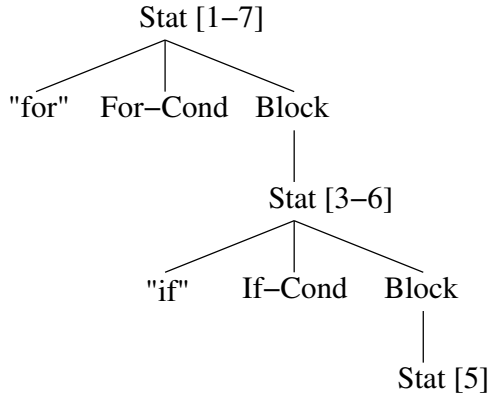 Stat [1–7]
"for" For–Cond Block
Stat [3–6]
"if" If–Cond Block
Stat [5]